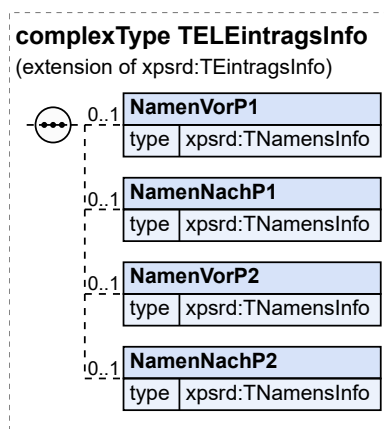 complexType TELEintragsInfo
(extension of xpsrd:TEintragsInfo)
0..1 NamenVorP1
type xpsrd:TNamensInfo
0..1 NamenNachP1
type xpsrd:TNamensInfo
0..1 NamenVorP2
type xpsrd:TNamensInfo
0..1 NamenNachP2
type xpsrd:TNamensInfo